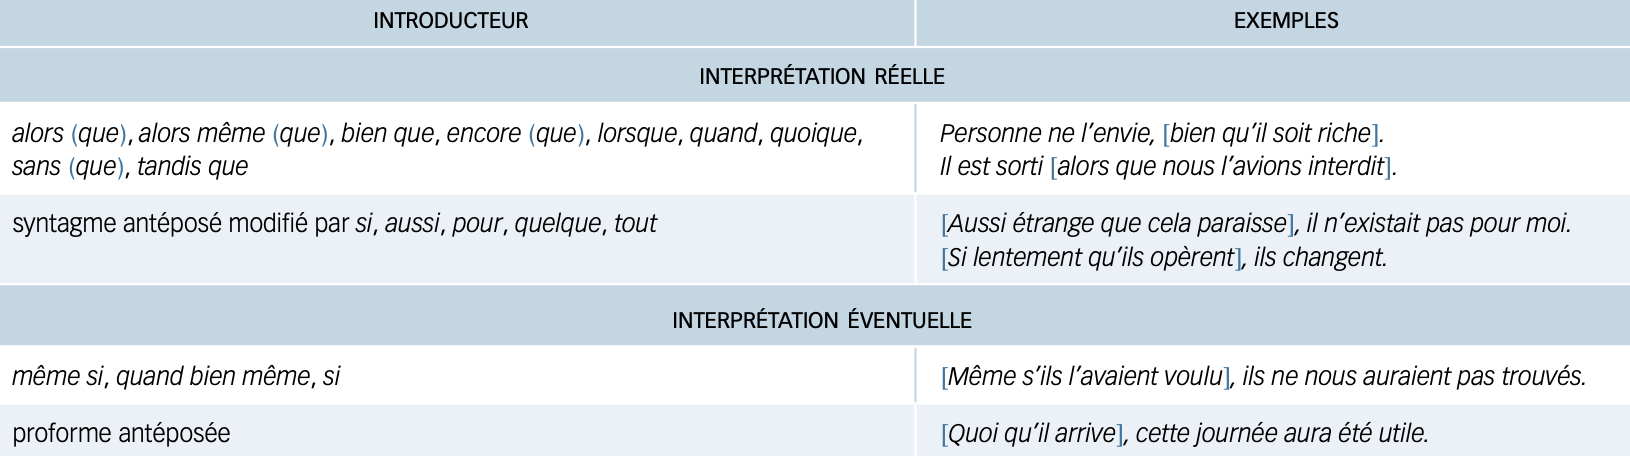 INTRODUCTEUR EXEMPLES
INTERPRÉTATION RÉELLE
alors (que), alors même (que), bien que, encore (que), lorsque, quand, quoique,
sans (que), tandis que
Personne ne l’envie, [bien qu’il soit riche].
Il est sorti [alors que nous l’avions interdit].
syntagme antéposé modifié par si, aussi, pour, quelque, tout
[Aussi étrange que cela paraisse], il n’existait pas pour moi.
[Si lentement qu’ils opèrent], ils changent.
INTERPRÉTATION ÉVENTUELLE
même si, quand bien même, si
[Même s’ils l’avaient voulu], ils ne nous auraient pas trouvés.
proforme antéposée
[Quoi qu’il arrive], cette journée aura été utile.